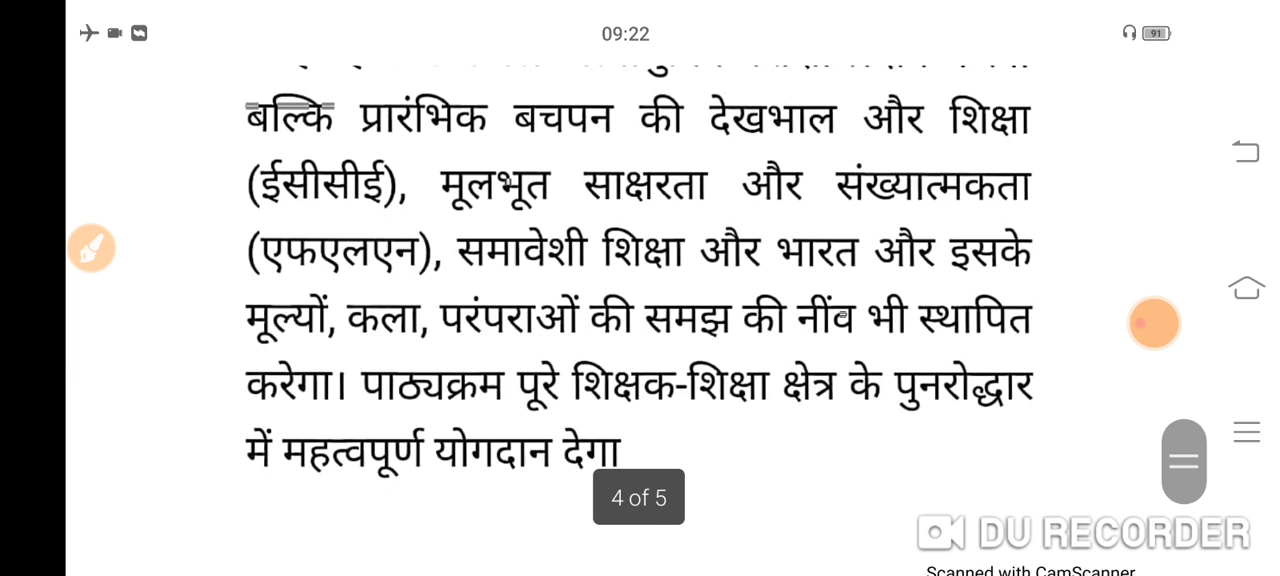 09:22
91
बल्कि प्रारंभिक बचपन की देखभाल और शिक्षा
(ईसीसीई), मूलभूत साक्षरता और संख्यात्मकता
(एफएलएन), समावेशी शिक्षा और भारत और इसके
मूल्यों, कला, परंपराओं की समझ की नींव भी स्थापित
करेगा। पाठ्यक्रम पूरे शिक्षक-शिक्षा क्षेत्र के पुनरोद्धार
में महत्वपूर्ण योगदान देगा
4 of 5
DU RECORDER
Scanned with CamScanner